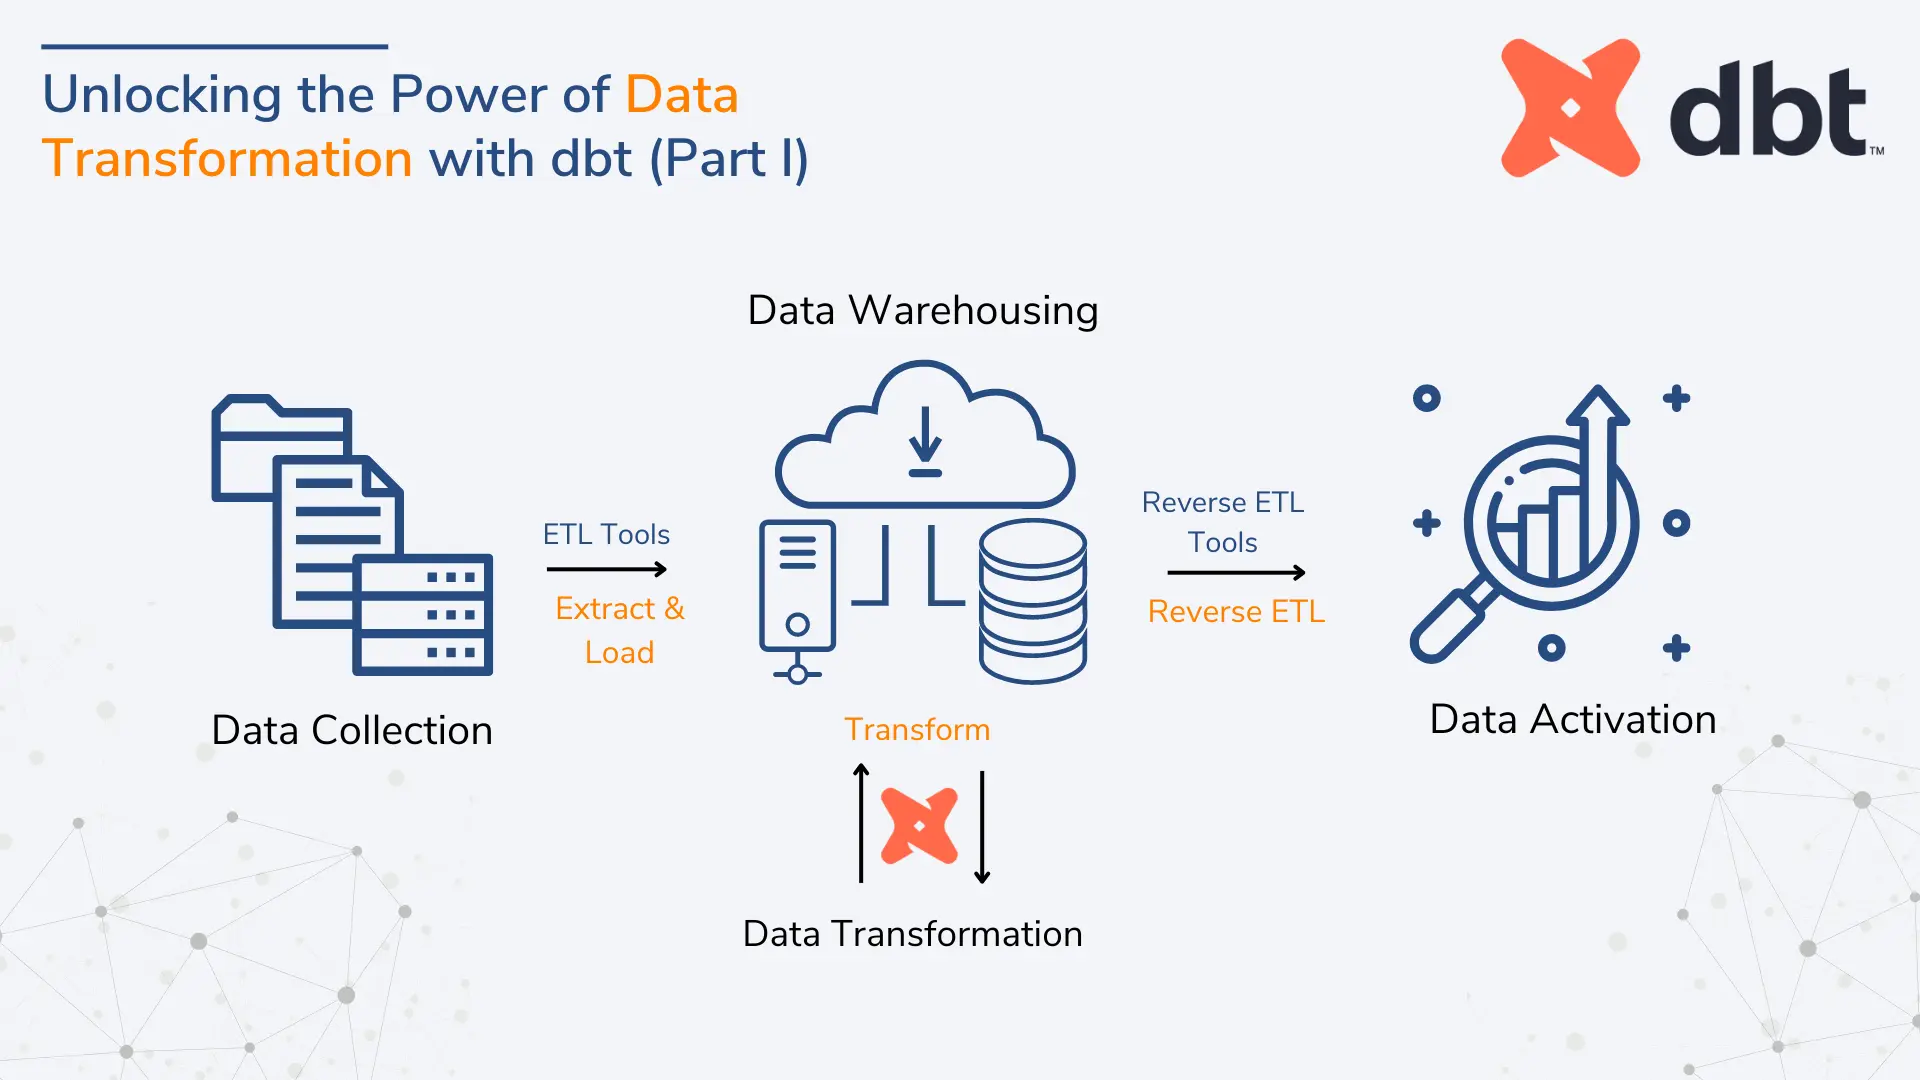 Unlocking the Power of Data
Transformation with dbt (Part I)
dbt™
Data Warehousing
ETL Tools
Extract &
Load
Reverse ETL
Tools
Reverse ETL
Data Collection
Transform
Data Activation
Data Transformation